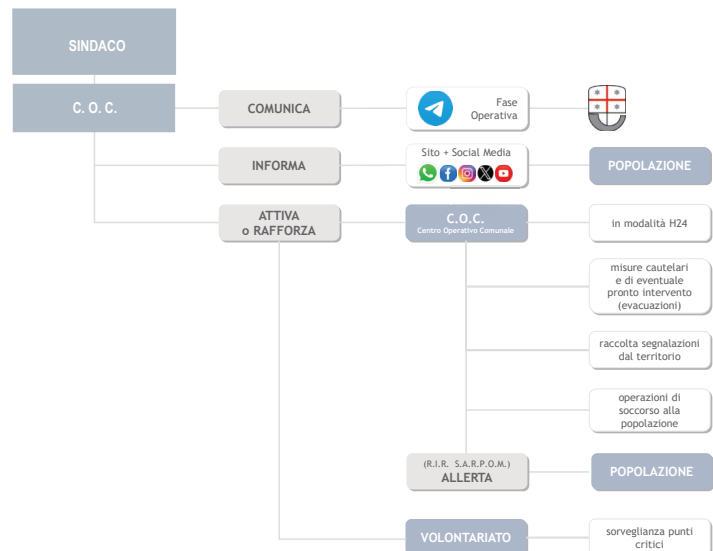 SINDACO
C. O. C.
COMUNICA
Fase
Operativa
INFORMA
Sito + Social Media
POPOLAZIONE
ATTIVA
o RAFFORZA
C.O.C.
Centro Operativo Comunale
in modalità H24
misure cautelari
e di eventuale
pronto intervento
(evacuazioni)
raccolta segnalazioni
dal territorio
operazioni di
soccorso alla
popolazione
(R.I.R. S.A.R.P.O.M.)
ALLERTA
POPOLAZIONE
VOLONTARIATO
sorveglianza punti
critici